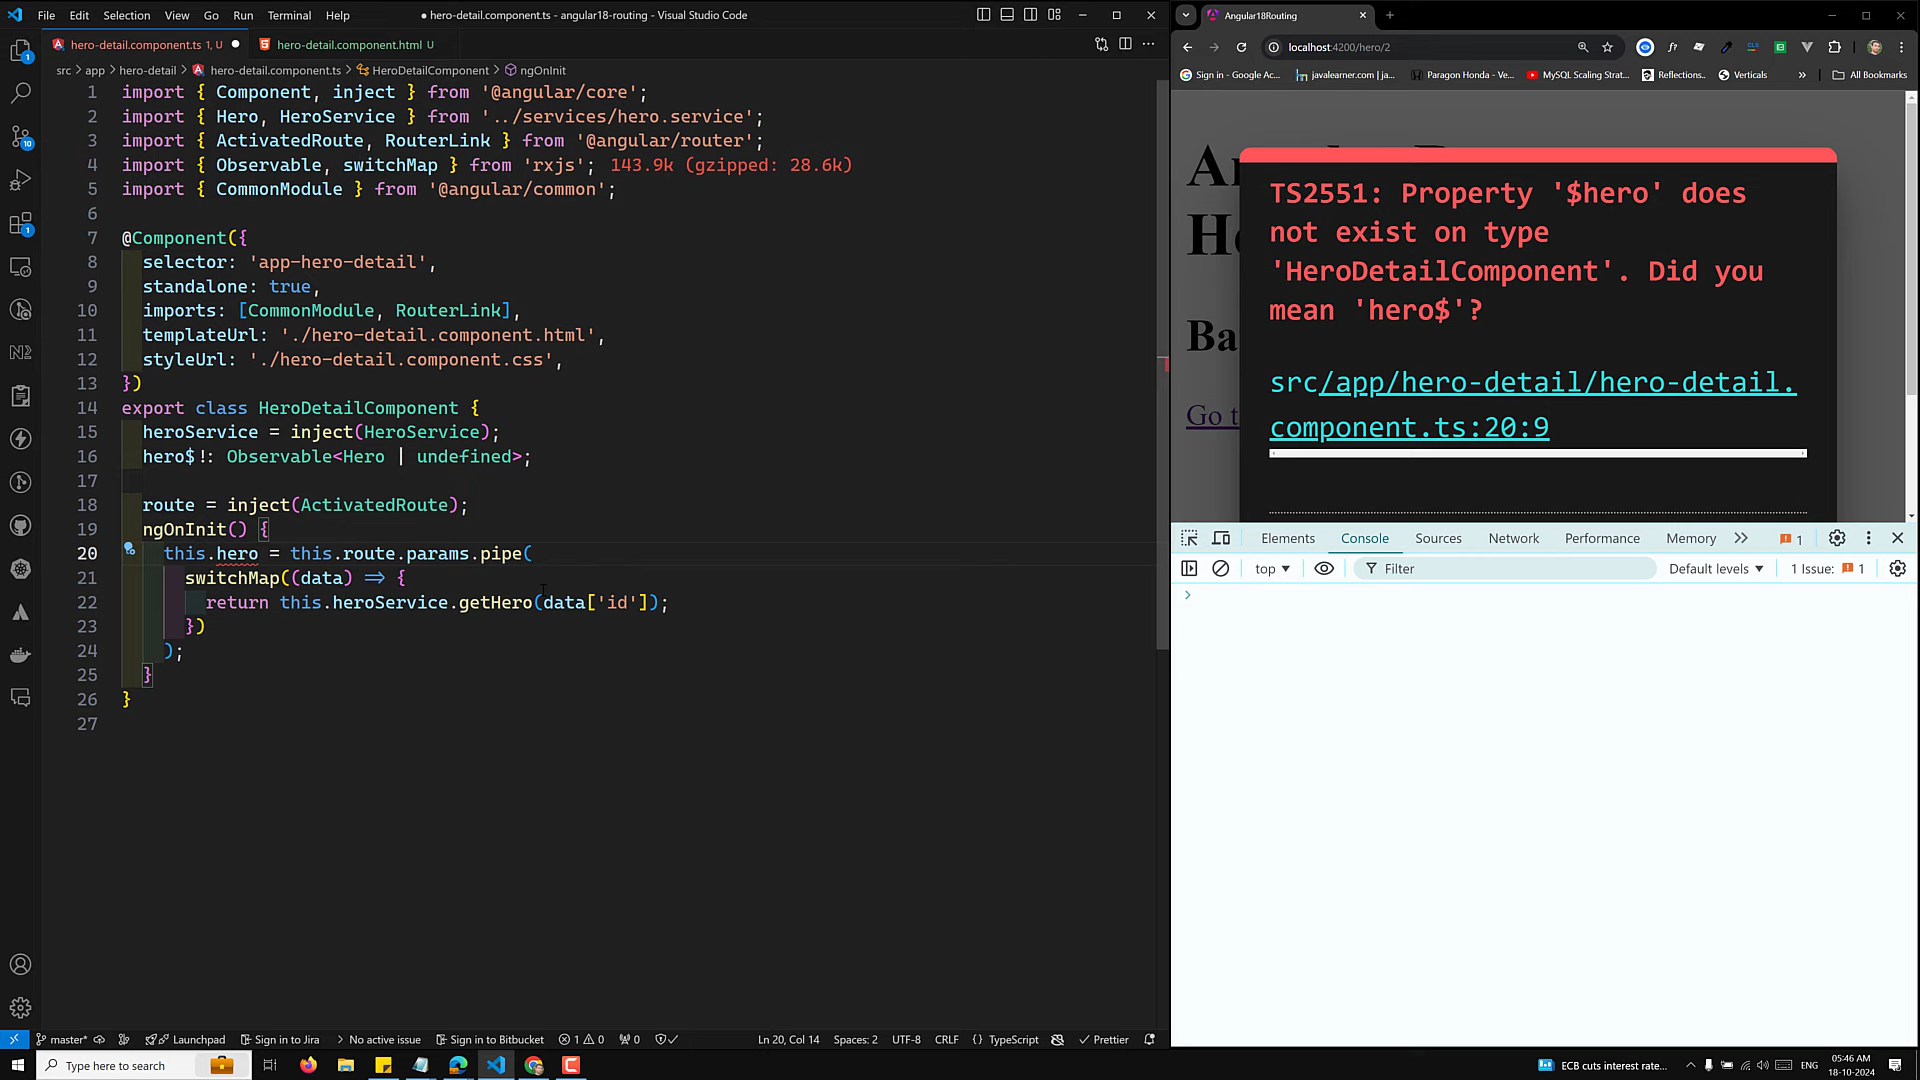 File Edit Selection View Go Run Terminal Help
● hero-detail.component.ts - angular18-routing - Visual Studio Code
hero-detail.component.ts 1, U ●
hero-detail.component.html U
src > app > hero-detail > hero-detail.component.ts > HeroDetailComponent > ngOnInit
1 import { Component, inject } from '@angular/core';
2 import { Hero, HeroService } from '../services/hero.service';
3 import { ActivatedRoute, RouterLink } from '@angular/router';
4 import { Observable, switchMap } from 'rxjs'; 143.9k (gzipped: 28.6k)
5 import { CommonModule } from '@angular/common';
6
7 @Component({
8 selector: 'app-hero-detail',
9 standalone: true,
10 imports: [CommonModule, RouterLink],
11 templateUrl: './hero-detail.component.html',
12 styleUrl: './hero-detail.component.css',
13 })
14 export class HeroDetailComponent {
15 heroService = inject(HeroService);
16 hero$!: Observable<Hero | undefined>;
17
18 route = inject(ActivatedRoute);
19 ngOnInit() {
20 this.hero = this.route.params.pipe(
21 switchMap((data) => {
22 return this.heroService.getHero(data['id']);
23 })
24 );
25 }
26 }
27
master* Launchpad Sign in to Jira No active issue Sign in to Bitbucket 1 0 0
Ln 20, Col 14 Spaces: 2 UTF-8 CRLF {} TypeScript Prettier
Angular18Routing
localhost:4200/hero/2
Sign in - Google Ac... javalearner.com | ja... Paragon Honda - Ve... MySQL Scaling Strat... Reflections.. Verticals » All Bookmarks
TS2551: Property '$hero' does
not exist on type
'HeroDetailComponent'. Did you
mean 'hero$'?
src/app/hero-detail/hero-detail.
component.ts:20:9
Ba
Go t
Elements Console Sources Network Performance Memory » 1
top Filter Default levels 1 Issue: 1
Type here to search
ECB cuts interest rate...
ENG
05:46 AM
18-10-2024